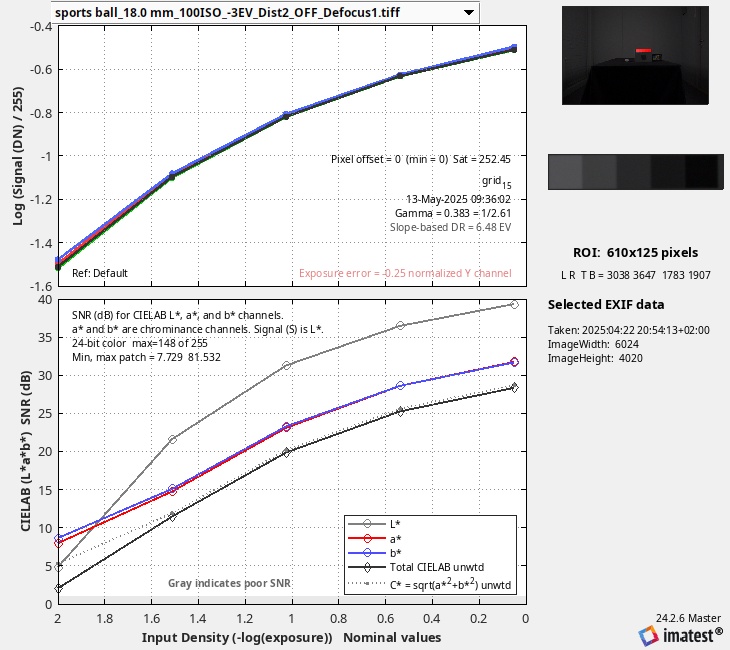 sports ball_18.0 mm_100ISO_-3EV_Dist2_OFF_Defocus1.tiff
-0.4
-0.6
-0.8
-1
-1.2
-1.4
-1.6
Log (Signal (DN) / 255)
Pixel offset = 0 (min = 0) Sat = 252.45
grid15
13-May-2025 09:36:02
Gamma = 0.383 = 1/2.61
Slope-based DR = 6.48 EV
Ref: Default
Exposure error = -0.25 normalized Y channel
ROI: 610x125 pixels
L R T B = 3038 3647 1783 1907
Selected EXIF data
Taken: 2025:04:22 20:54:13+02:00
ImageWidth: 6024
ImageHeight: 4020
40
35
30
25
20
15
10
5
0
CIELAB (L*a*b*) SNR (dB)
SNR (dB) for CIELAB L*, a*, and b* channels.
a* and b* are chrominance channels. Signal (S) is L*.
24-bit color max=148 of 255
Min, max patch = 7.729 81.532
L*
a*
b*
Total CIELAB unwtd
C* = sqrt(a*2+b*2) unwtd
Gray indicates poor SNR
2 1.8 1.6 1.4 1.2 1 0.8 0.6 0.4 0.2 0
Input Density (-log(exposure)) Nominal values
24.2.6 Master
imatest®